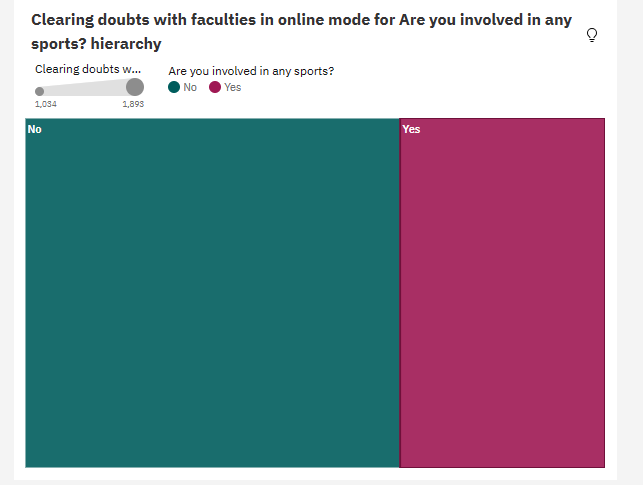 Clearing doubts with faculties in online mode for Are you involved in any
sports? hierarchy
Clearing doubts w...
Are you involved in any sports?
No
Yes
1,034
1,893
No
Yes